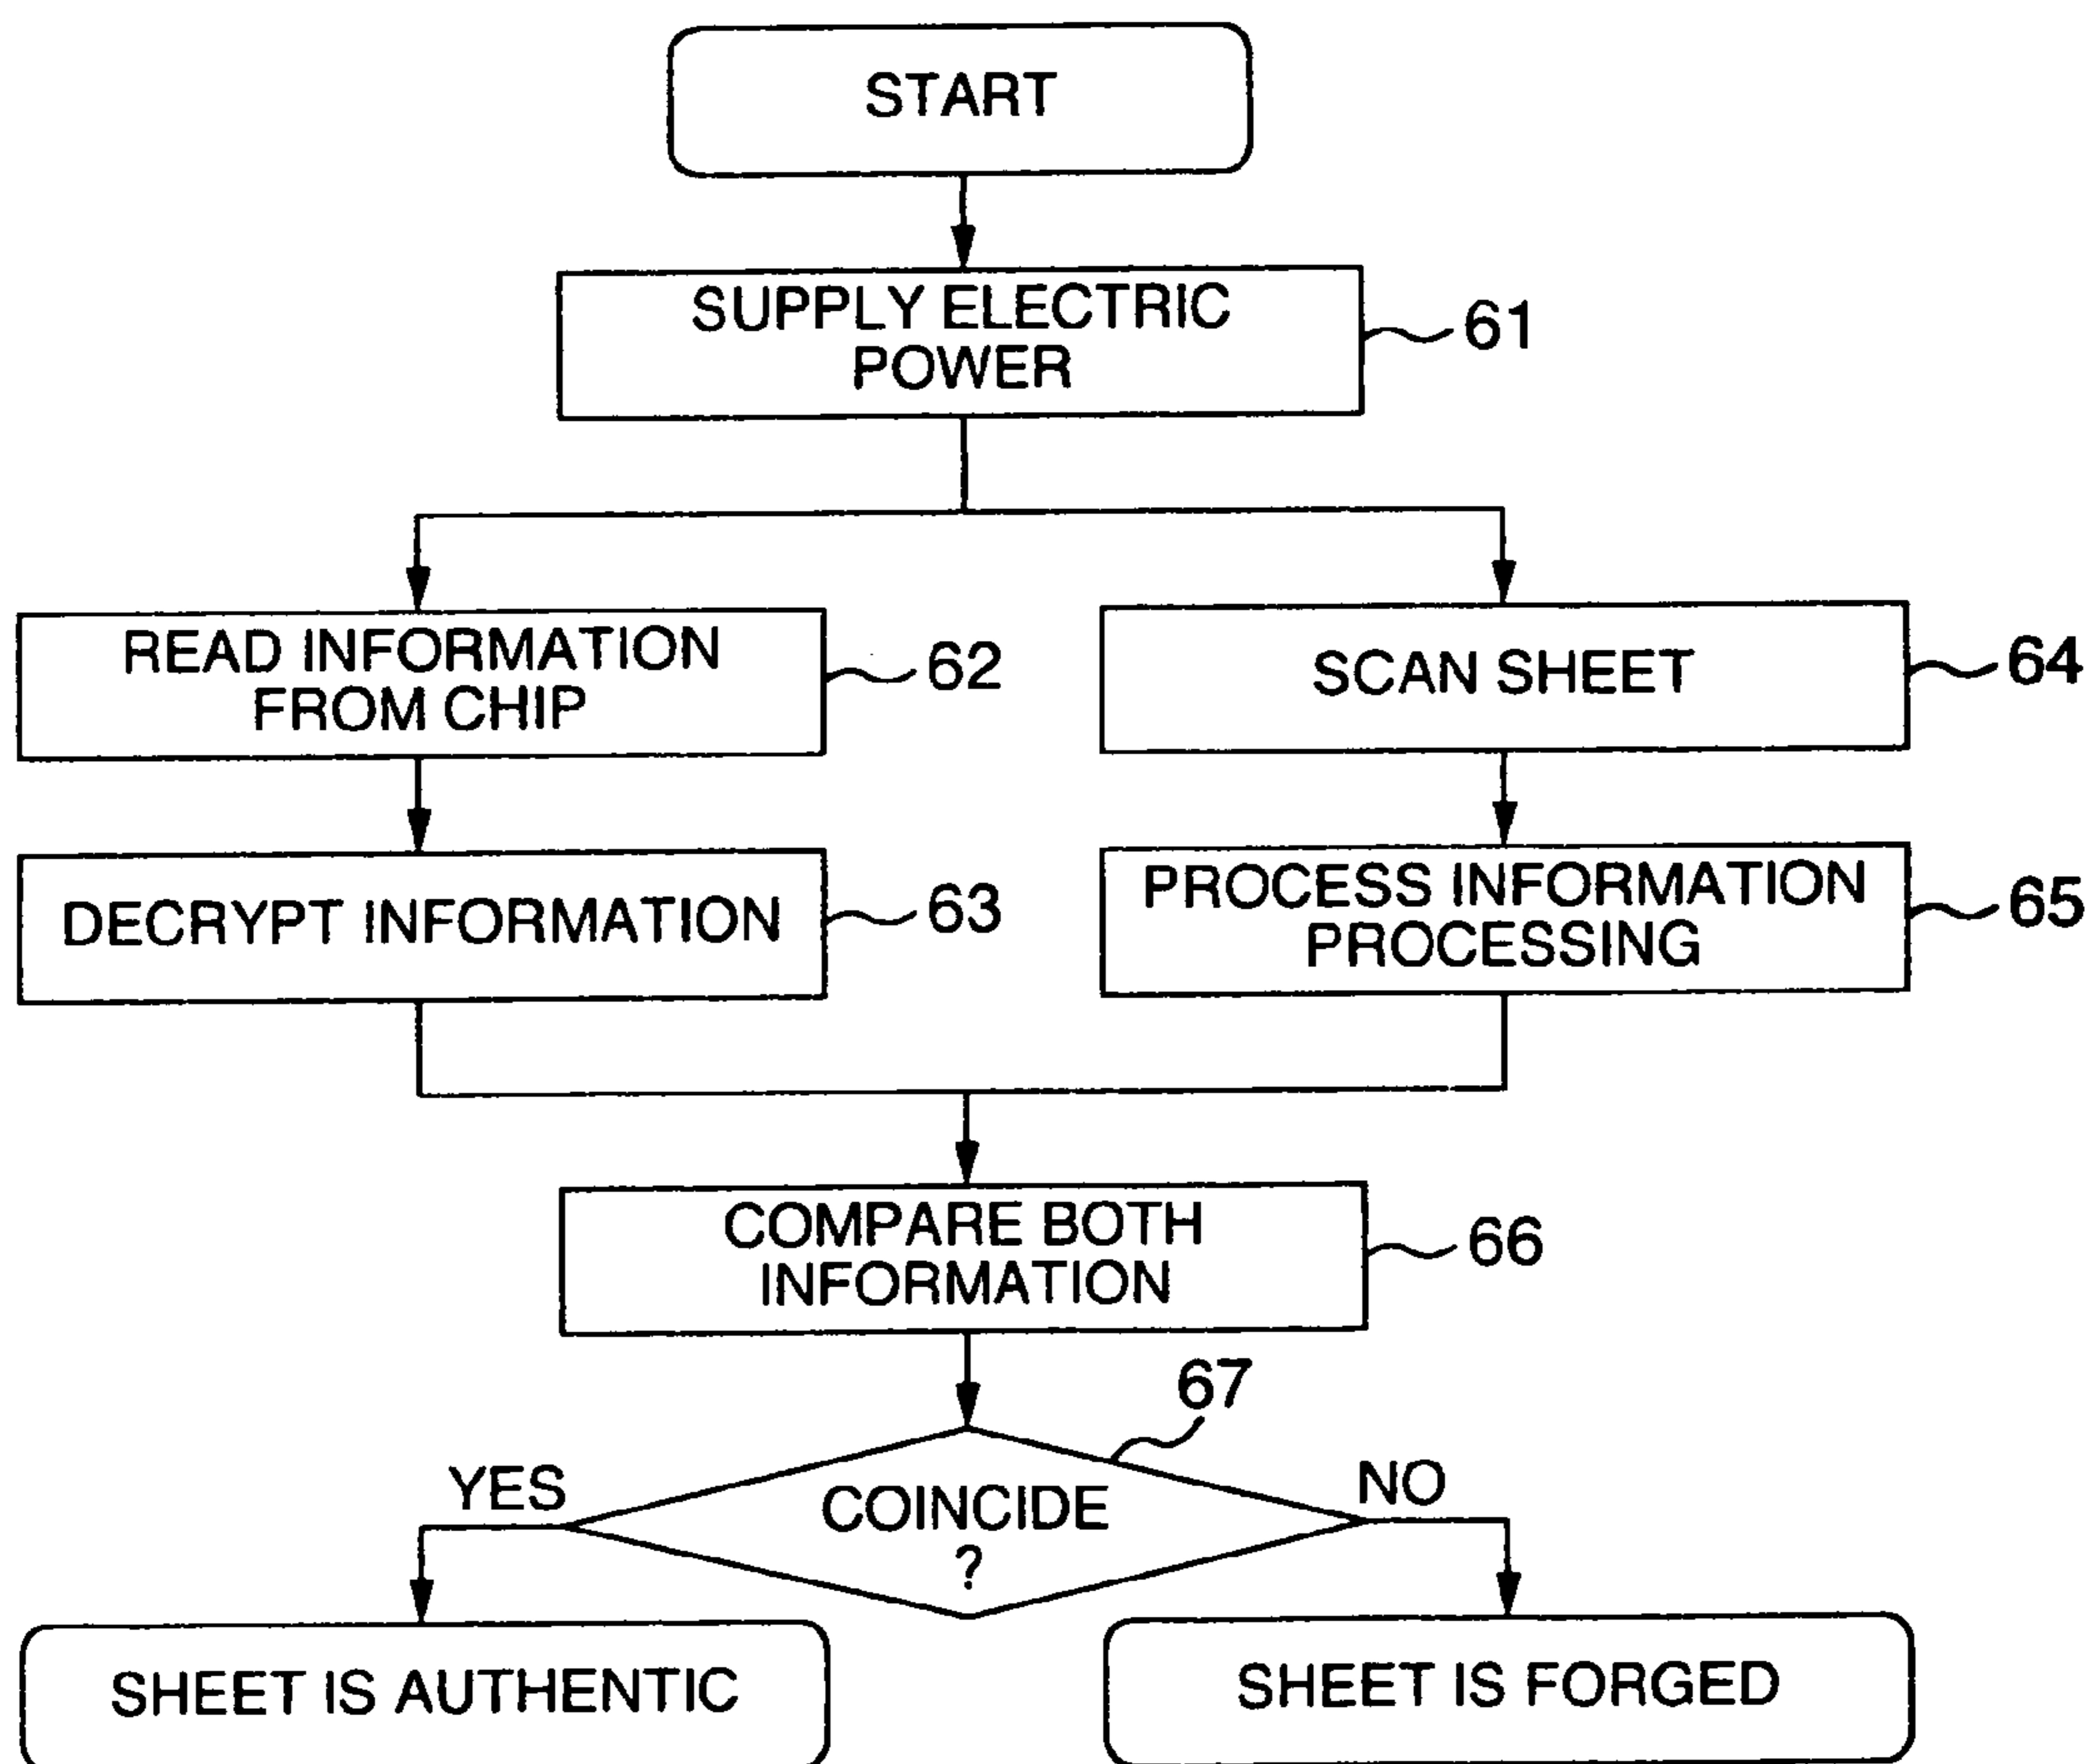 START
SUPPLY ELECTRIC
POWER
61
READ INFORMATION
FROM CHIP
62
SCAN SHEET
64
DECRYPT INFORMATION
63
PROCESS INFORMATION
PROCESSING
65
COMPARE BOTH
INFORMATION
66
67
YES
COINCIDE
?
NO
SHEET IS AUTHENTIC
SHEET IS FORGED